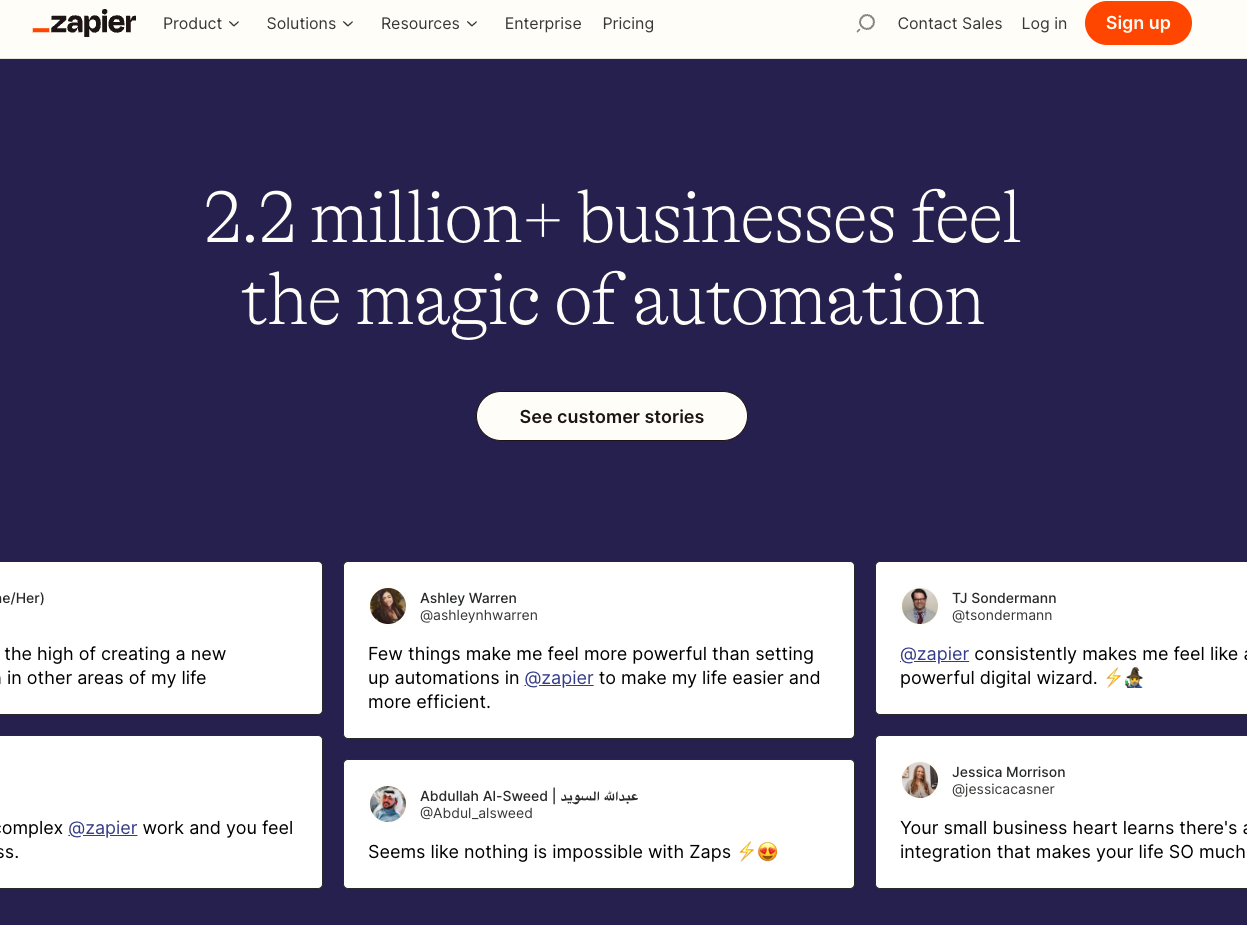 zapier
Product
Solutions
Resources
Enterprise
Pricing
Contact Sales
Log in
Sign up
2.2 million+ businesses feel
the magic of automation
See customer stories
e/Her)
the high of creating a new
in other areas of my life
complex @zapier work and you feel
ss.
Ashley Warren
@ashleynhwarren
Few things make me feel more powerful than setting
up automations in @zapier to make my life easier and
more efficient.
Abdullah Al-Sweed | عبدالله السويد
@Abdul_alsweed
Seems like nothing is impossible with Zaps ⚡😍
TJ Sondermann
@tsondermann
@zapier consistently makes me feel like a
powerful digital wizard. ⚡🧙‍♂️
Jessica Morrison
@jessicacasner
Your small business heart learns there's a
integration that makes your life SO much